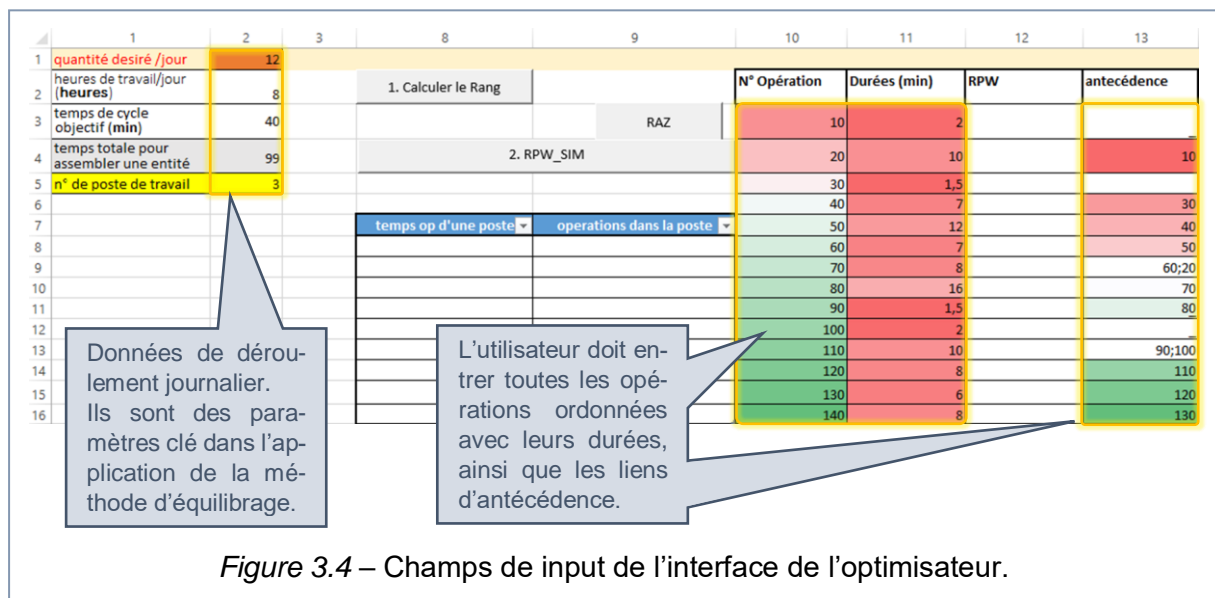 1 2 3 8 9 10 11 12 13
1 quantité desiré /jour 12
heures de travail/jour
2 (heures) 8 1. Calculer le Rang N° Opération Durées (min) RPW antecédence
temps de cycle
3 objectif (min) 40 RAZ 10 2 _
temps totale pour
4 assembler une entité 99 2. RPW_SIM 20 10 10
5 n° de poste de travail 3 30 1,5
6 40 7 30
7 temps op d'une poste operations dans la poste 50 12 40
8 60 7 50
9 70 8 60;20
10 80 16 70
11 90 1,5 80
12 100 2 _
13 110 10 90;100
14 120 8 110
15 130 6 120
16 140 8 130
Données de dérou-
lement journalier.
Ils sont des para-
mètres clé dans l'ap-
plication de la mé-
thode d'équilibrage.
L'utilisateur doit en-
trer toutes les opé-
rations ordonnées
avec leurs durées,
ainsi que les liens
d'antécédence.
Figure 3.4 – Champs de input de l'interface de l'optimisateur.